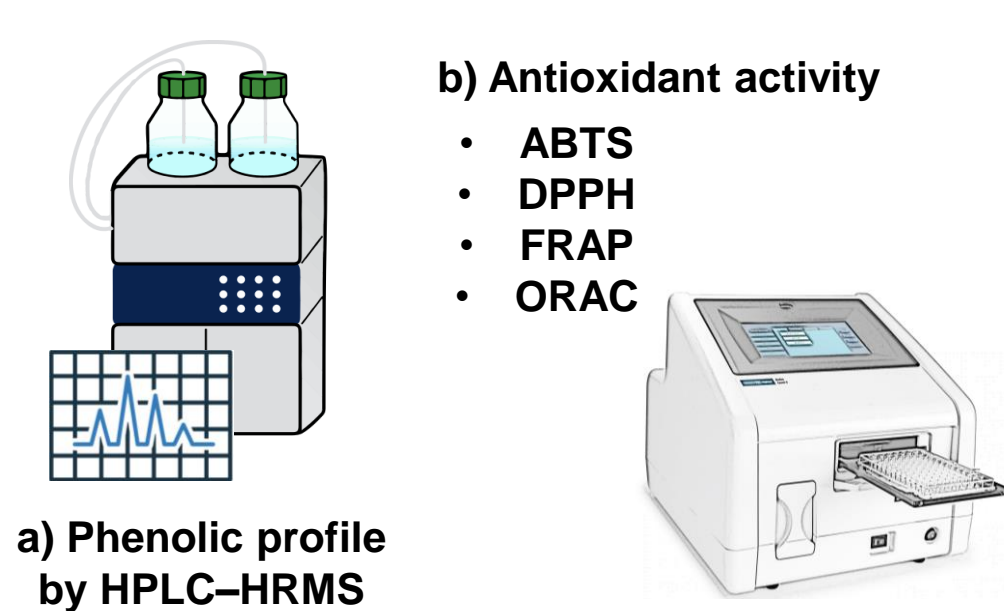 b) Antioxidant activity
• ABTS
• DPPH
• FRAP
• ORAC
a) Phenolic profile
by HPLC–HRMS